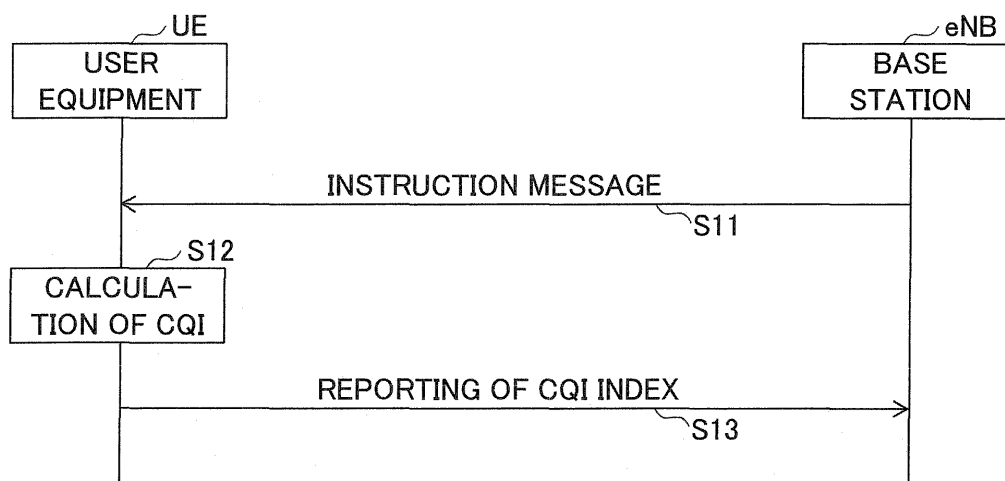 UE
eNB
USER
EQUIPMENT
BASE
STATION
INSTRUCTION MESSAGE
S11
S12
CALCULA-
TION OF CQI
REPORTING OF CQI INDEX
S13